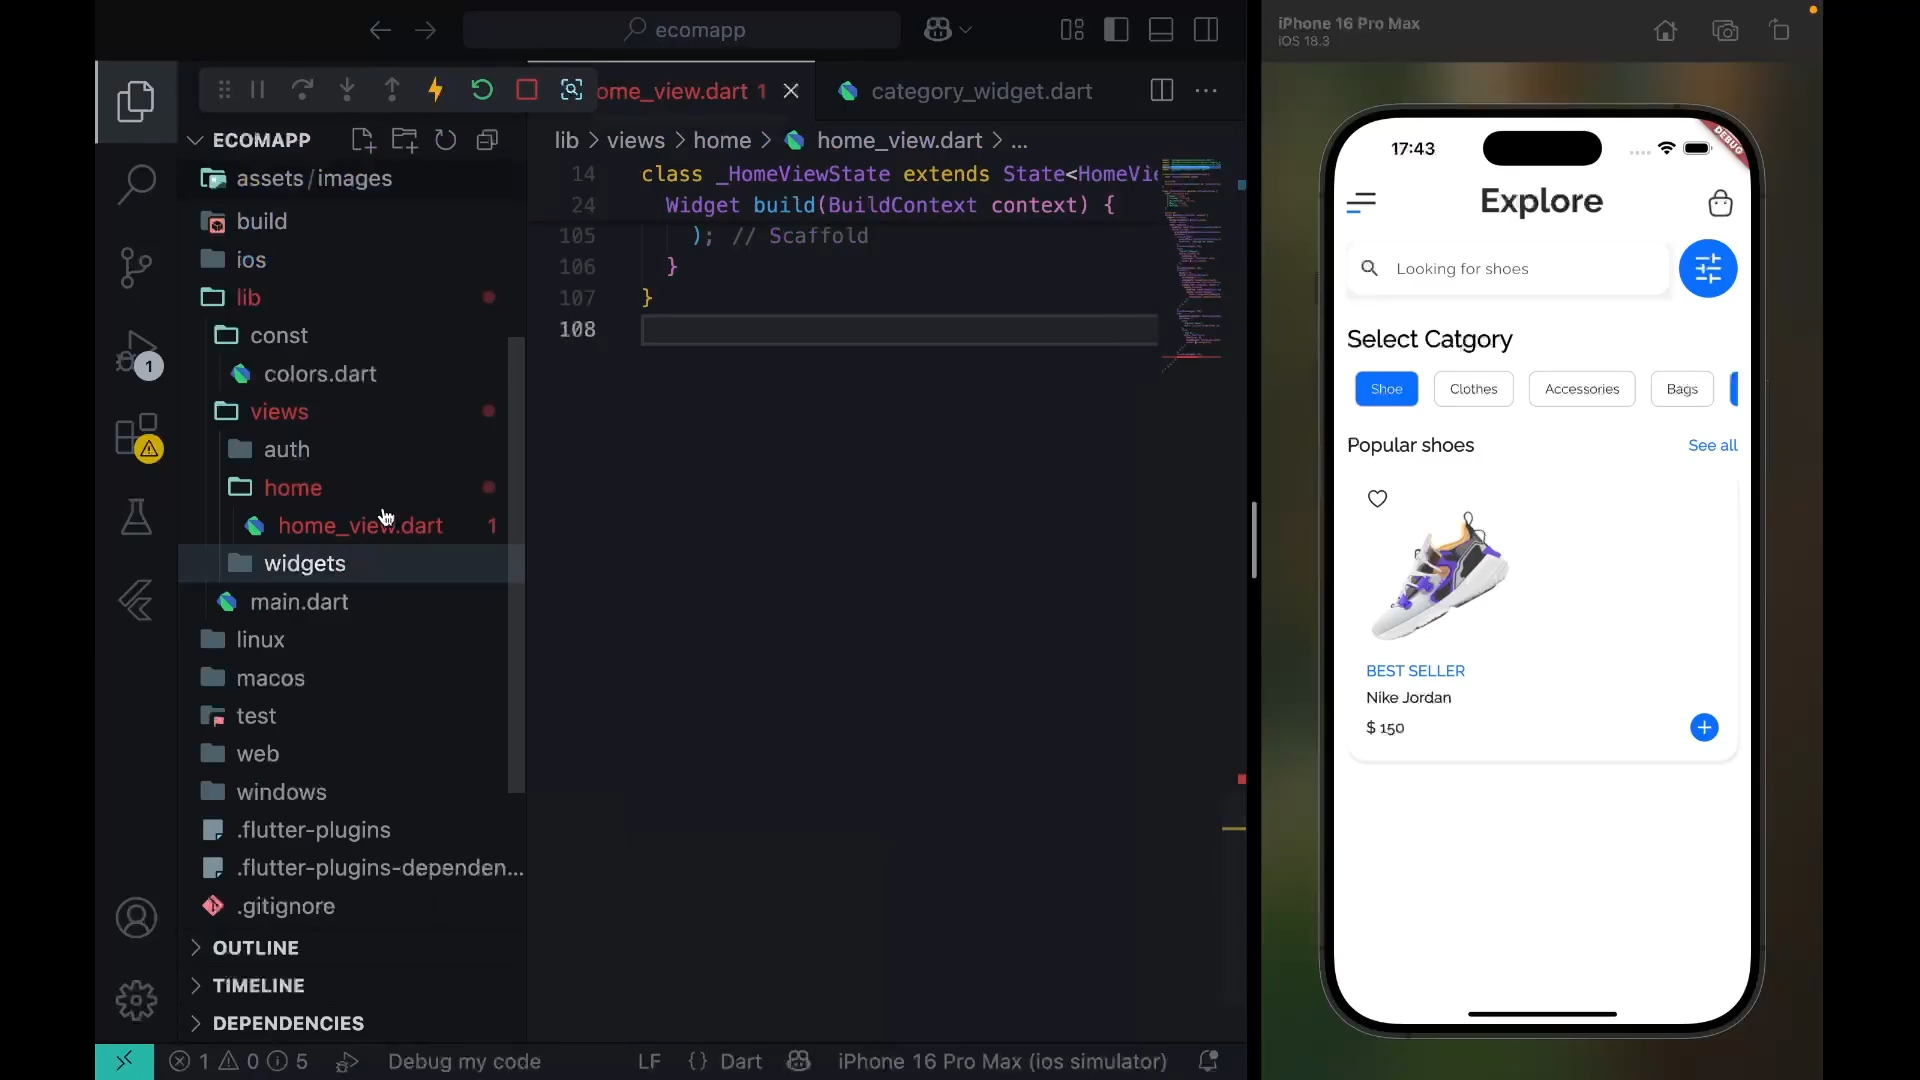 ecomapp
ome_view.dart 1
category_widget.dart
ECOMAPP
lib > views > home > home_view.dart > ...
assets/images
build
ios
lib
const
colors.dart
views
auth
home
home_view.dart 1
widgets
main.dart
linux
macos
test
web
windows
.flutter-plugins
.flutter-plugins-dependen...
.gitignore
OUTLINE
TIMELINE
DEPENDENCIES
1
14 class _HomeViewState extends State<HomeVie
24 Widget build(BuildContext context) {
105 ); // Scaffold
106 }
107 }
108
1 0 5
Debug my code
LF
{ } Dart
iPhone 16 Pro Max (ios simulator)
iPhone 16 Pro Max
iOS 18.3
17:43
DEBUG
Explore
Looking for shoes
Select Catgory
Shoe
Clothes
Accessories
Bags
Popular shoes
See all
BEST SELLER
Nike Jordan
$ 150